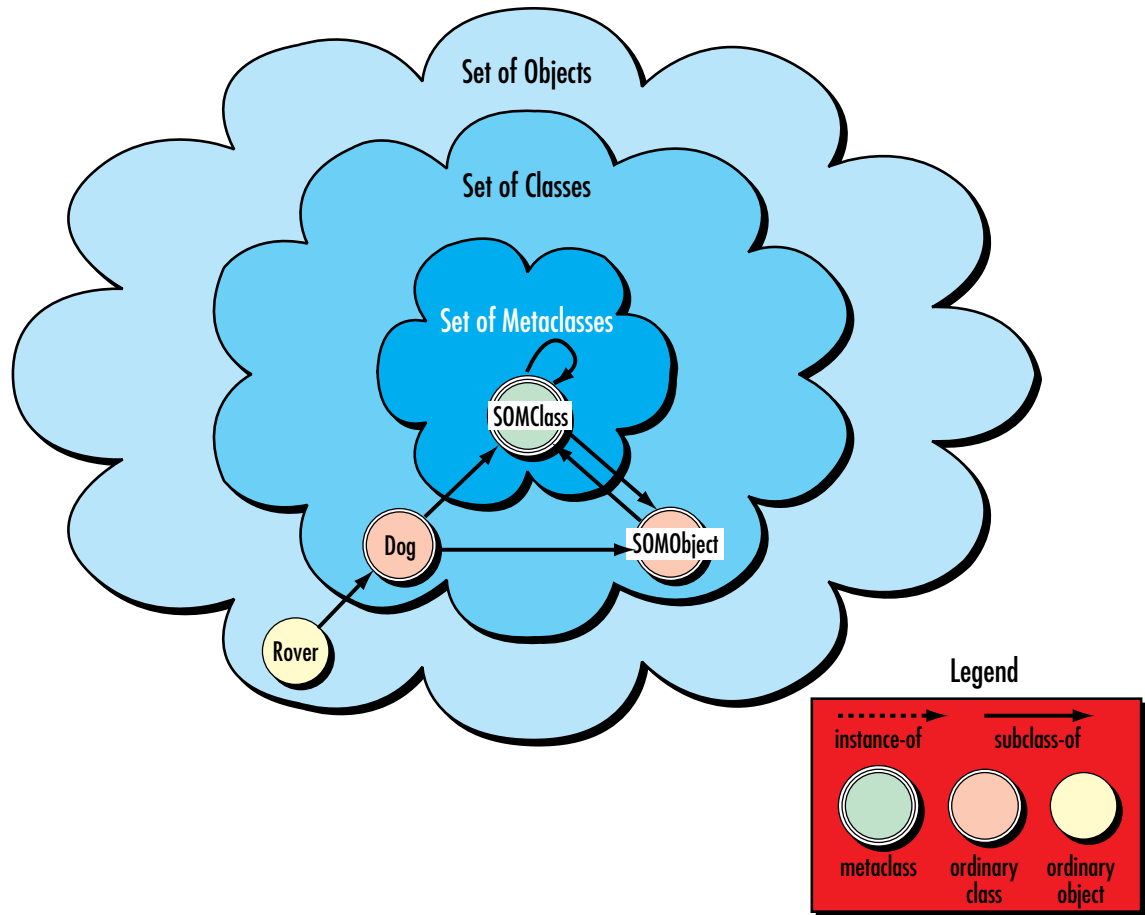 Set of Objects
Set of Classes
Set of Metaclasses
SOMClass
Dog
SOMObject
Rover
Legend
instance-of
subclass-of
metaclass
ordinary
class
ordinary
object